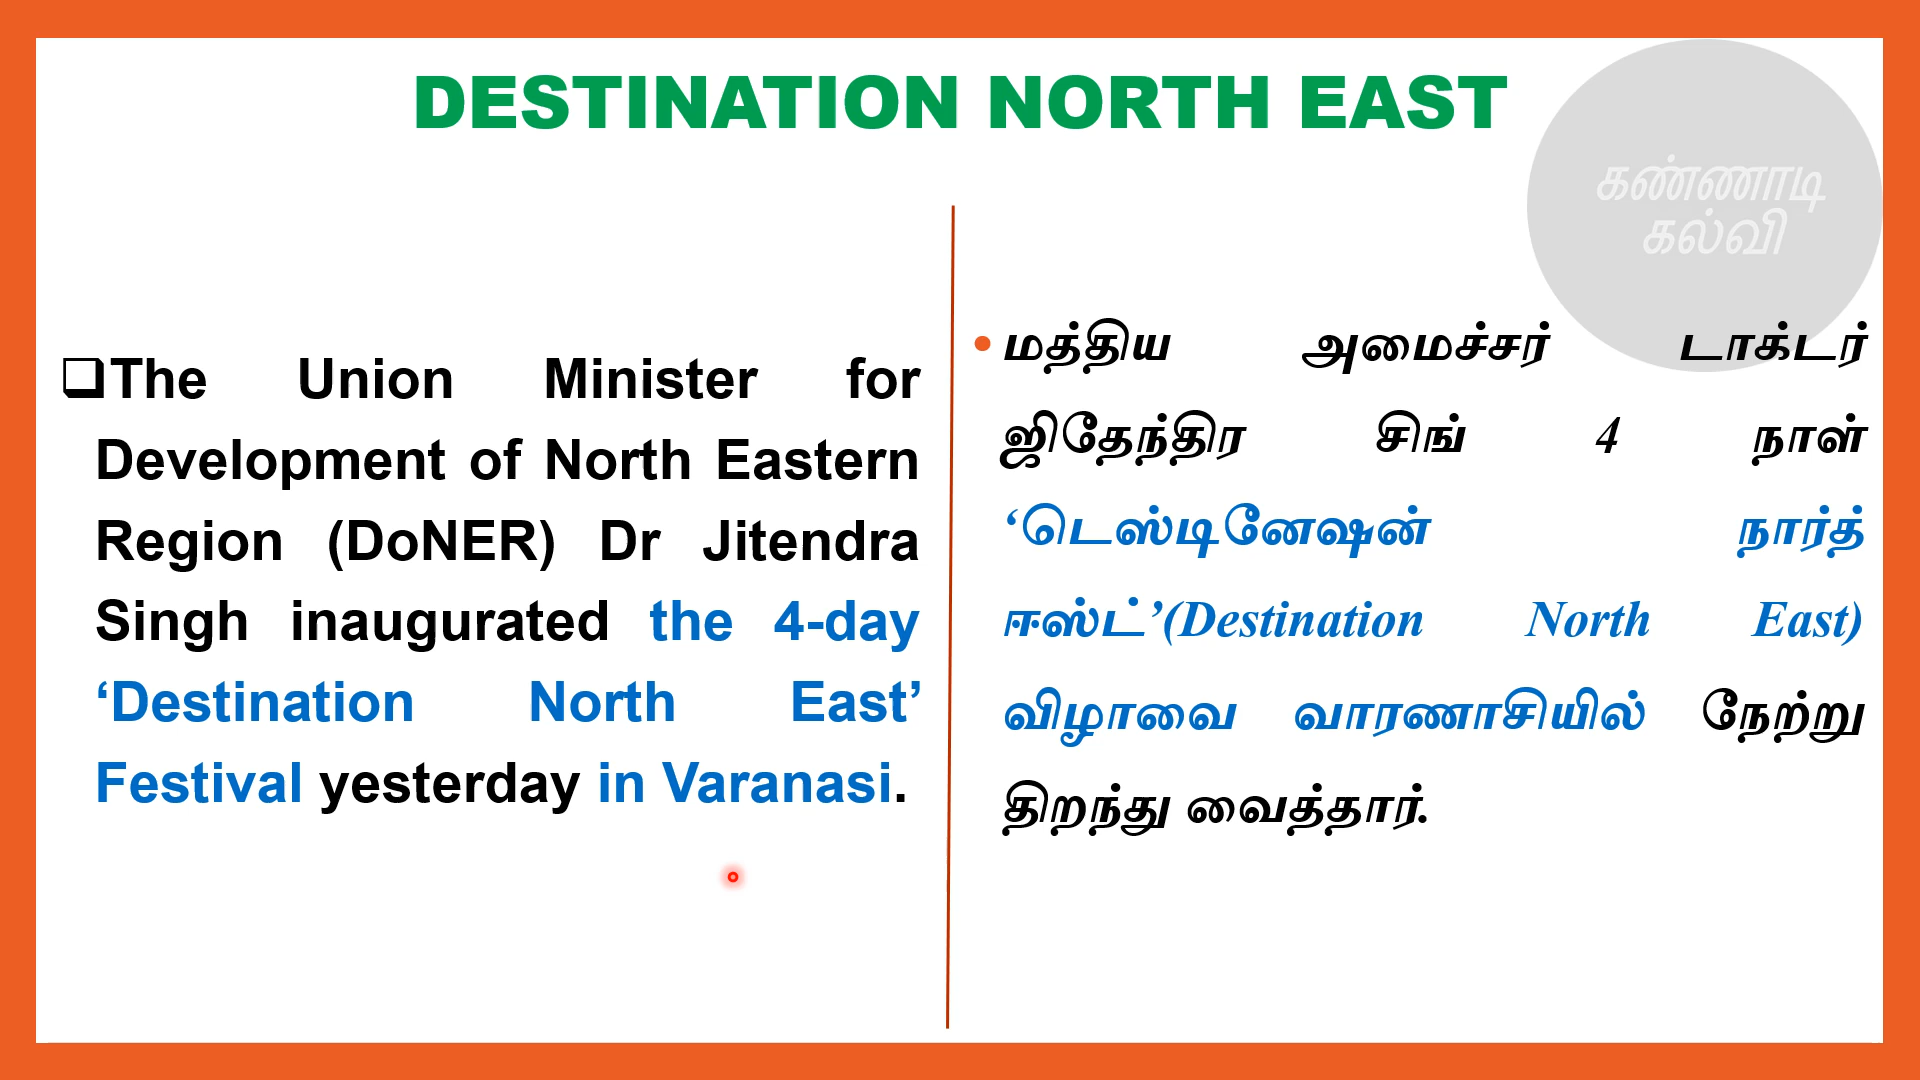 DESTINATION NORTH EAST
கண்ணாடி
கல்வி
❑The Union Minister for
Development of North Eastern
Region (DoNER) Dr Jitendra
Singh inaugurated the 4-day
‘Destination North East’
Festival yesterday in Varanasi.
• மத்திய அமைச்சர் டாக்டர்
ஜிதேந்திர சிங் 4 நாள்
‘டெஸ்டினேஷன் நார்த்
ஈஸ்ட்’(Destination North East)
விழாவை வாரணாசியில் நேற்று
திறந்து வைத்தார்.